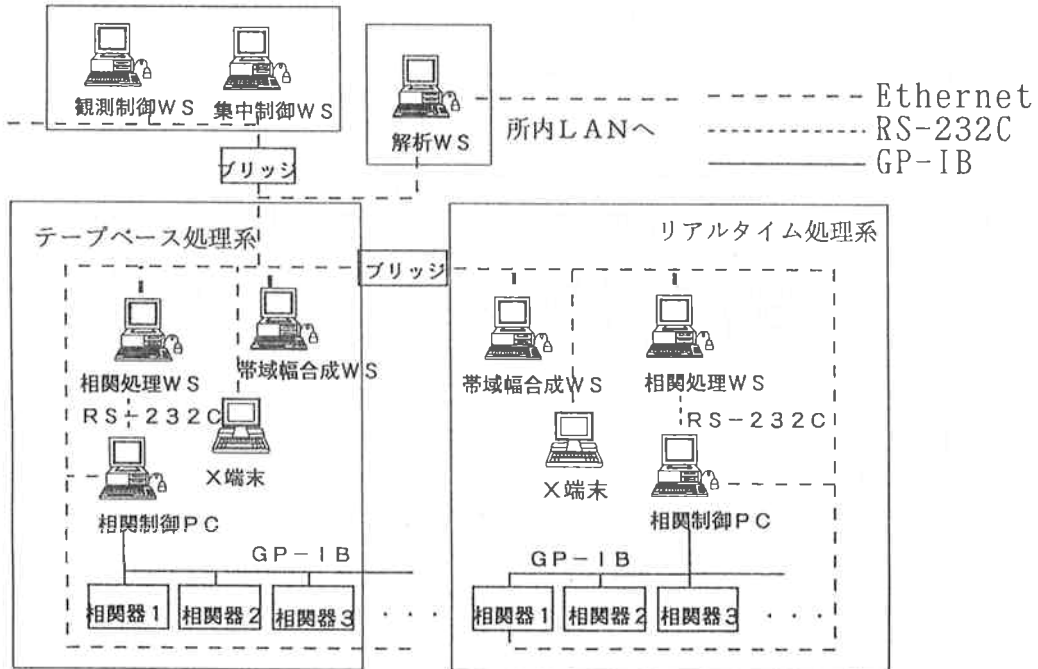 観測制御WS
集中制御WS
解析WS
所内LANへ
Ethernet
RS-232C
GP-IB
ブリッジ
テープベース処理系
ブリッジ
リアルタイム処理系
相関処理WS
帯域幅合成WS
RS-232C
X端末
相関制御PC
GP-IB
相関器1
相関器2
相関器3
・・・
帯域幅合成WS
相関処理WS
RS-232C
X端末
相関制御PC
GP-IB
相関器1
相関器2
相関器3
・・・